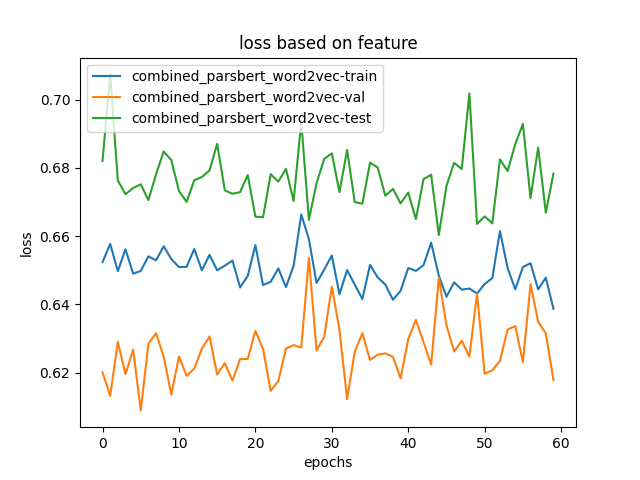 loss based on feature
combined_parsbert_word2vec-train
combined_parsbert_word2vec-val
combined_parsbert_word2vec-test
0.70
0.68
0.66
0.64
0.62
loss
0 10 20 30 40 50 60
epochs